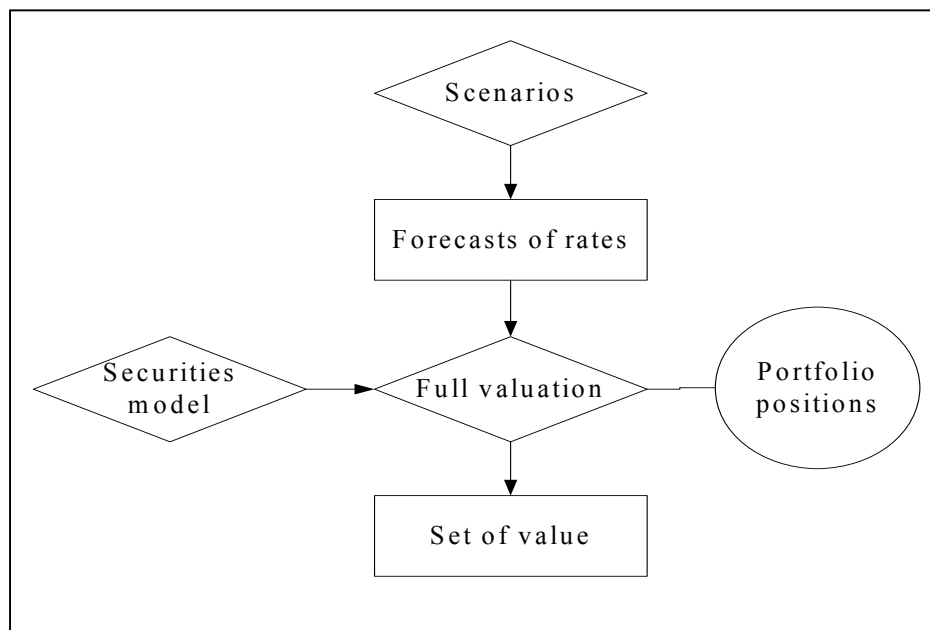 Scenarios
Forecasts of rates
Securities
model
Full valuation
Portfolio
positions
Set of value